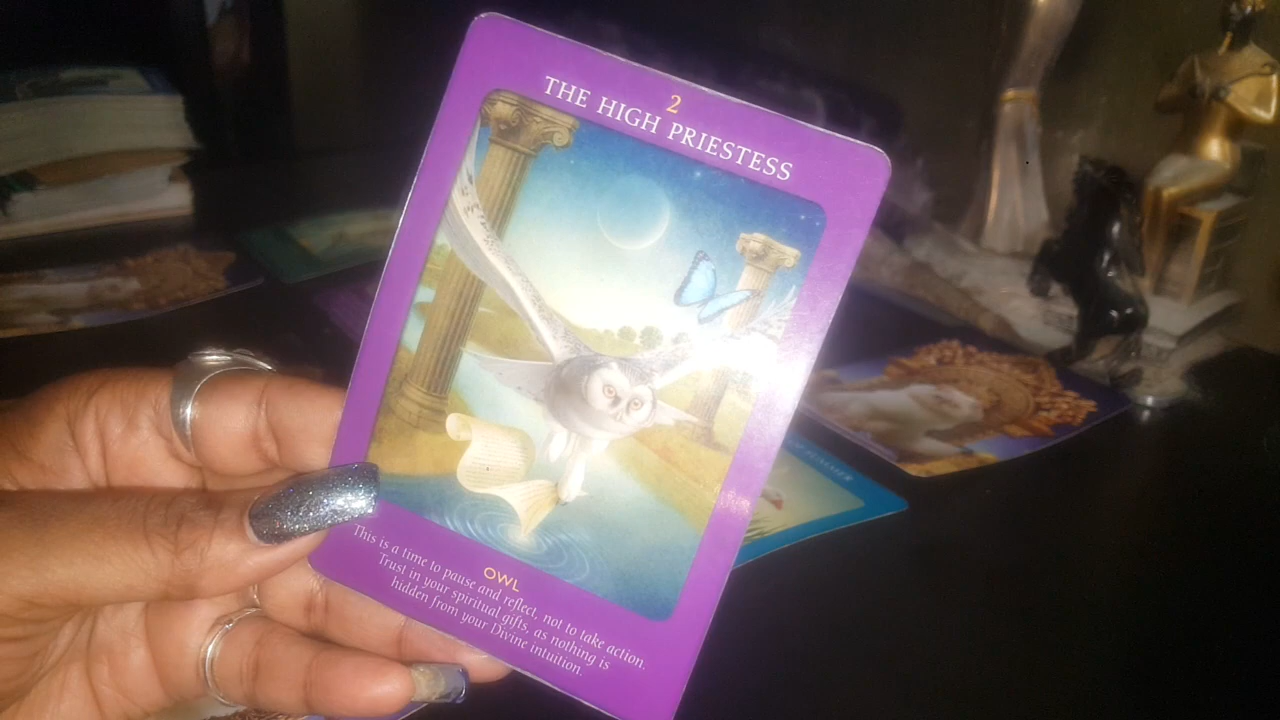 2
THE HIGH PRIESTESS
OWL
This is a time to pause and reflect, not to take action.
Trust in your spiritual gifts, as nothing is
hidden from your Divine intuition.
SUMMER